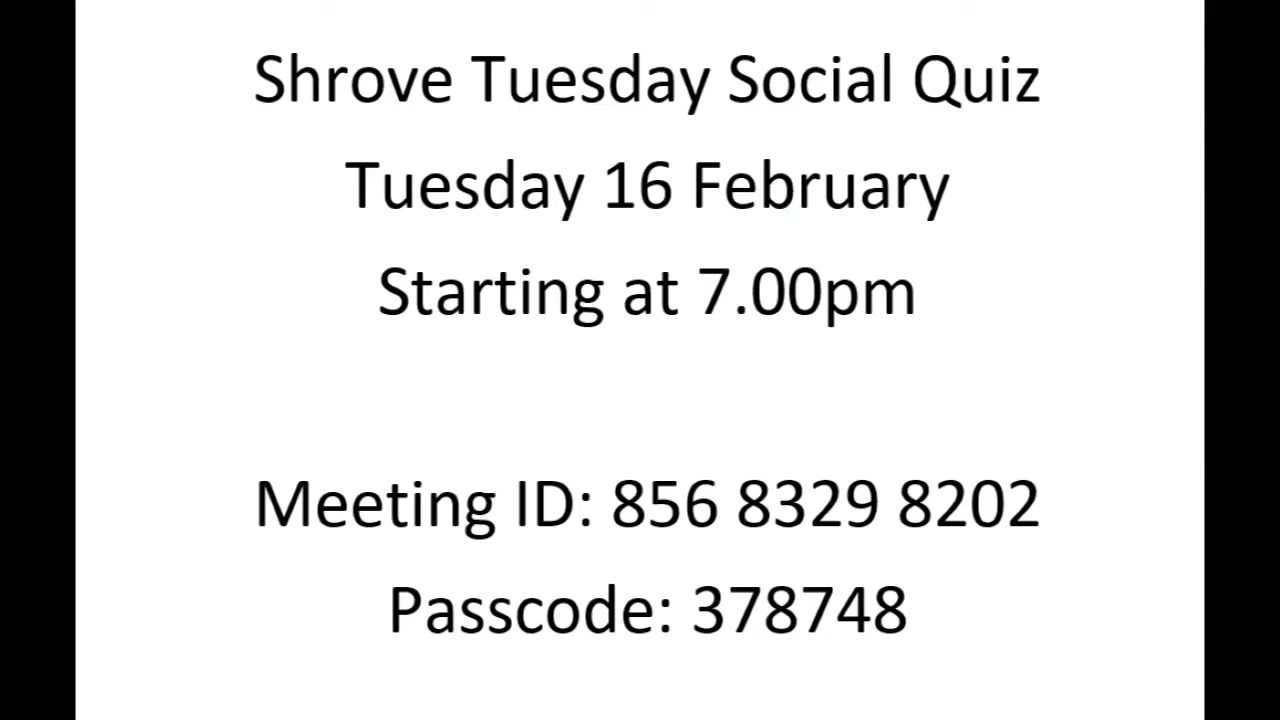 Shrove Tuesday Social Quiz
Tuesday 16 February
Starting at 7.00pm
Meeting ID: 856 8329 8202
Passcode: 378748